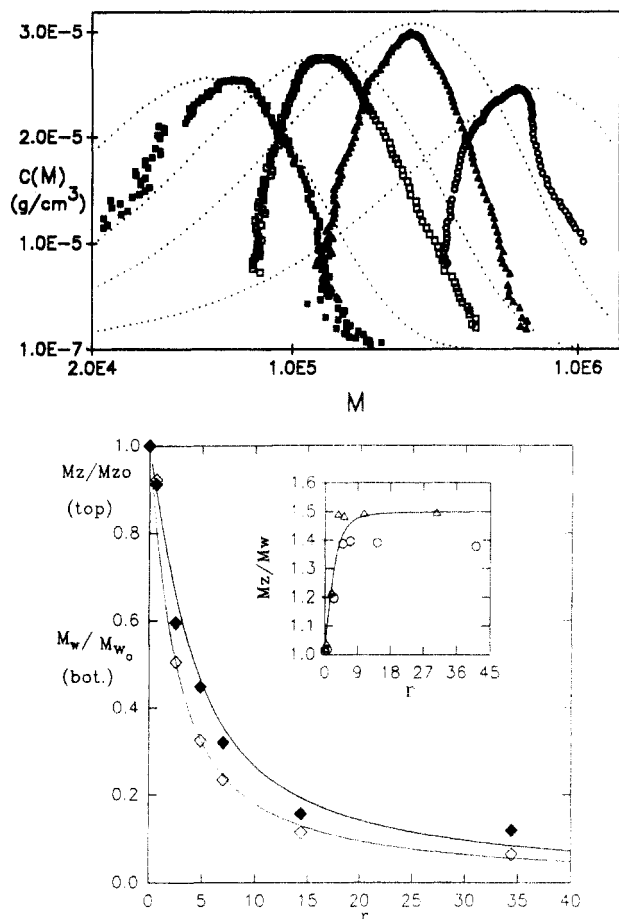 3.0E-5
2.0E-5
C(M)
(g/cm³)
1.0E-5
1.0E-7
2.0E4 1.0E5 1.0E6
M
1.0
Mz/Mzo
(top)
0.8
0.6
Mw/Mwo
(bot.)
0.4
0.2
0.0
0 5 10 15 20 25 30 35 40
r
1.6
1.5
1.4
1.3
1.2
1.1
1.0
Mz/Mw
0 9 18 27 36 45
r